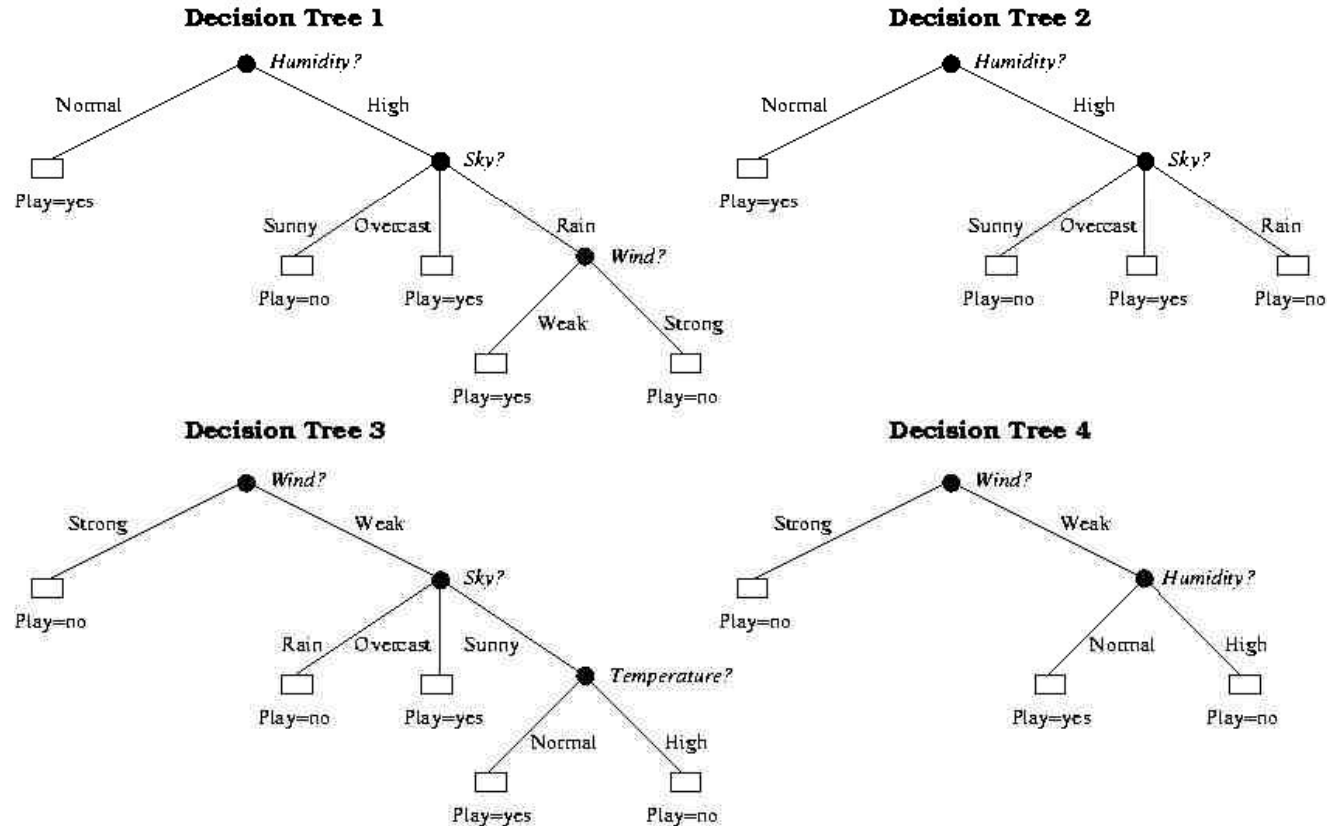 Decision Tree 1
Humidity?
Normal
High
Play=yes
Sky?
Sunny
Overcast
Rain
Play=no
Play=yes
Wind?
Weak
Strong
Play=yes
Play=no
Decision Tree 2
Humidity?
Normal
High
Play=yes
Sky?
Sunny
Overcast
Rain
Play=no
Play=yes
Play=no
Decision Tree 3
Wind?
Strong
Weak
Play=no
Sky?
Rain
Overcast
Sunny
Play=no
Play=yes
Temperature?
Normal
High
Play=yes
Play=no
Decision Tree 4
Wind?
Strong
Weak
Play=no
Humidity?
Normal
High
Play=yes
Play=no